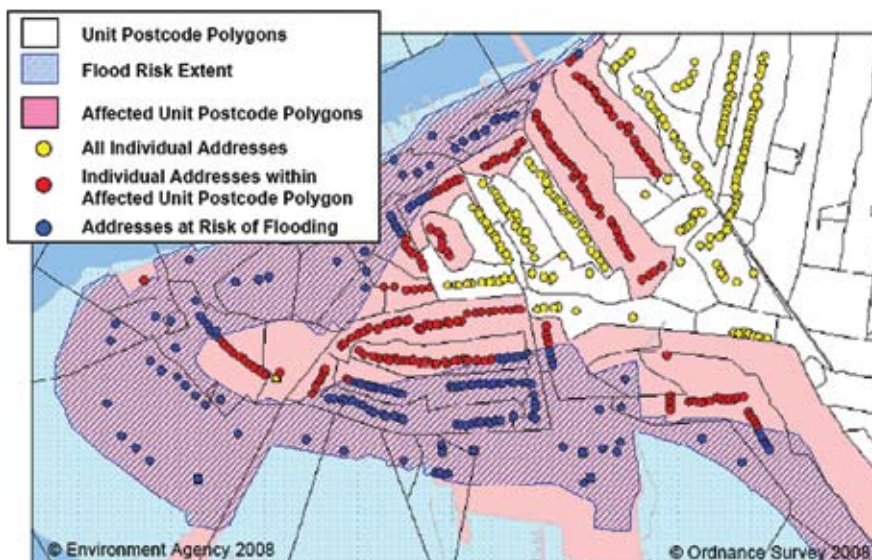 Unit Postcode Polygons
Flood Risk Extent
Affected Unit Postcode Polygons
All Individual Addresses
Individual Addresses within
Affected Unit Postcode Polygon
Addresses at Risk of Flooding
© Environment Agency 2008
© Ordnance Survey 2008